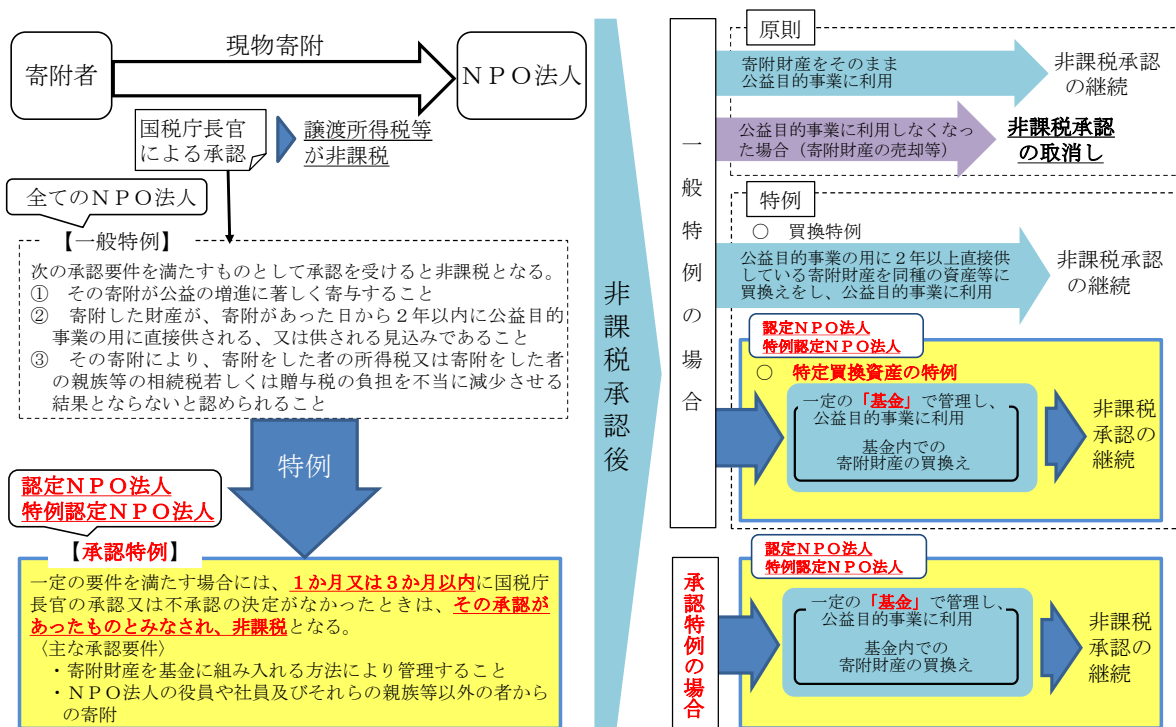 寄附者
現物寄附
ＮＰＯ法人
国税庁長官
による承認
譲渡所得税等
が非課税
全てのＮＰＯ法人
【一般特例】
次の承認要件を満たすものとして承認を受けると非課税となる。
①　その寄附が公益の増進に著しく寄与すること
②　寄附した財産が、寄附があった日から２年以内に公益目的
事業の用に直接供される、又は供される見込みであること
③　その寄附により、寄附をした者の所得税又は寄附をした者
の親族等の相続税若しくは贈与税の負担を不当に減少させる
結果とならないと認められること
特例
認定ＮＰＯ法人
特例認定ＮＰＯ法人
【承認特例】
一定の要件を満たす場合には、１か月又は３か月以内に国税庁
長官の承認又は不承認の決定がなかったときは、その承認が
あったものとみなされ、非課税となる。
〈主な承認要件〉
・寄附財産を基金に組み入れる方法により管理すること
・ＮＰＯ法人の役員や社員及びそれらの親族等以外の者から
の寄附
非課税承認後
一般特例の場合
原則
寄附財産をそのまま
公益目的事業に利用
非課税承認
の継続
公益目的事業に利用しなくなっ
た場合（寄附財産の売却等）
非課税承認
の取消し
特例
○　買換特例
公益目的事業の用に２年以上直接供
している寄附財産を同種の資産等に
買換えをし、公益目的事業に利用
非課税承認
の継続
認定ＮＰＯ法人
特例認定ＮＰＯ法人
○　特定買換資産の特例
一定の「基金」で管理し、
公益目的事業に利用
基金内での
寄附財産の買換え
非課税
承認の
継続
承認特例の場合
認定ＮＰＯ法人
特例認定ＮＰＯ法人
一定の「基金」で管理し、
公益目的事業に利用
基金内での
寄附財産の買換え
非課税
承認の
継続